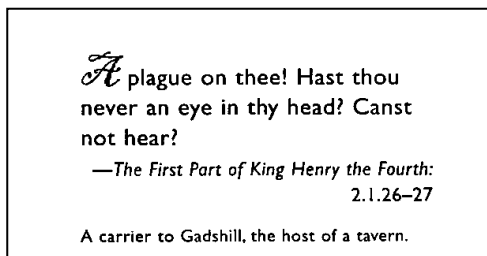 A plague on thee! Hast thou
never an eye in thy head? Canst
not hear?
—The First Part of King Henry the Fourth:
2.1.26–27
A carrier to Gadshill, the host of a tavern.